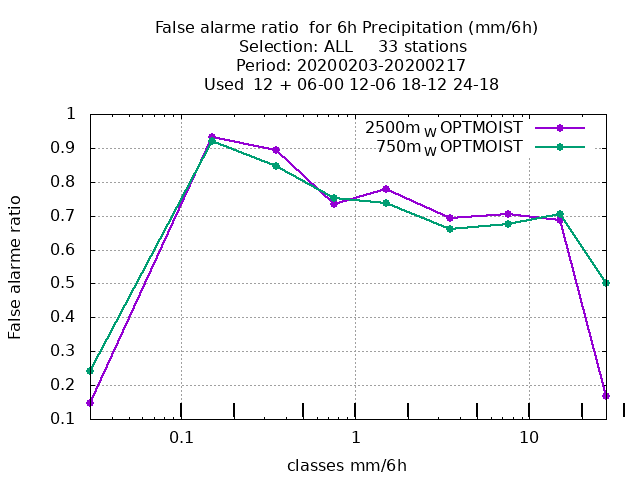 False alarme ratio  for 6h Precipitation (mm/6h)
Selection: ALL     33 stations
Period: 20200203-20200217
Used  12 + 06-00 12-06 18-12 24-18
2500m_W OPTMOIST
750m_W OPTMOIST
1
0.9
0.8
0.7
0.6
0.5
0.4
0.3
0.2
0.1
False alarme ratio
0.1 1 10
classes mm/6h